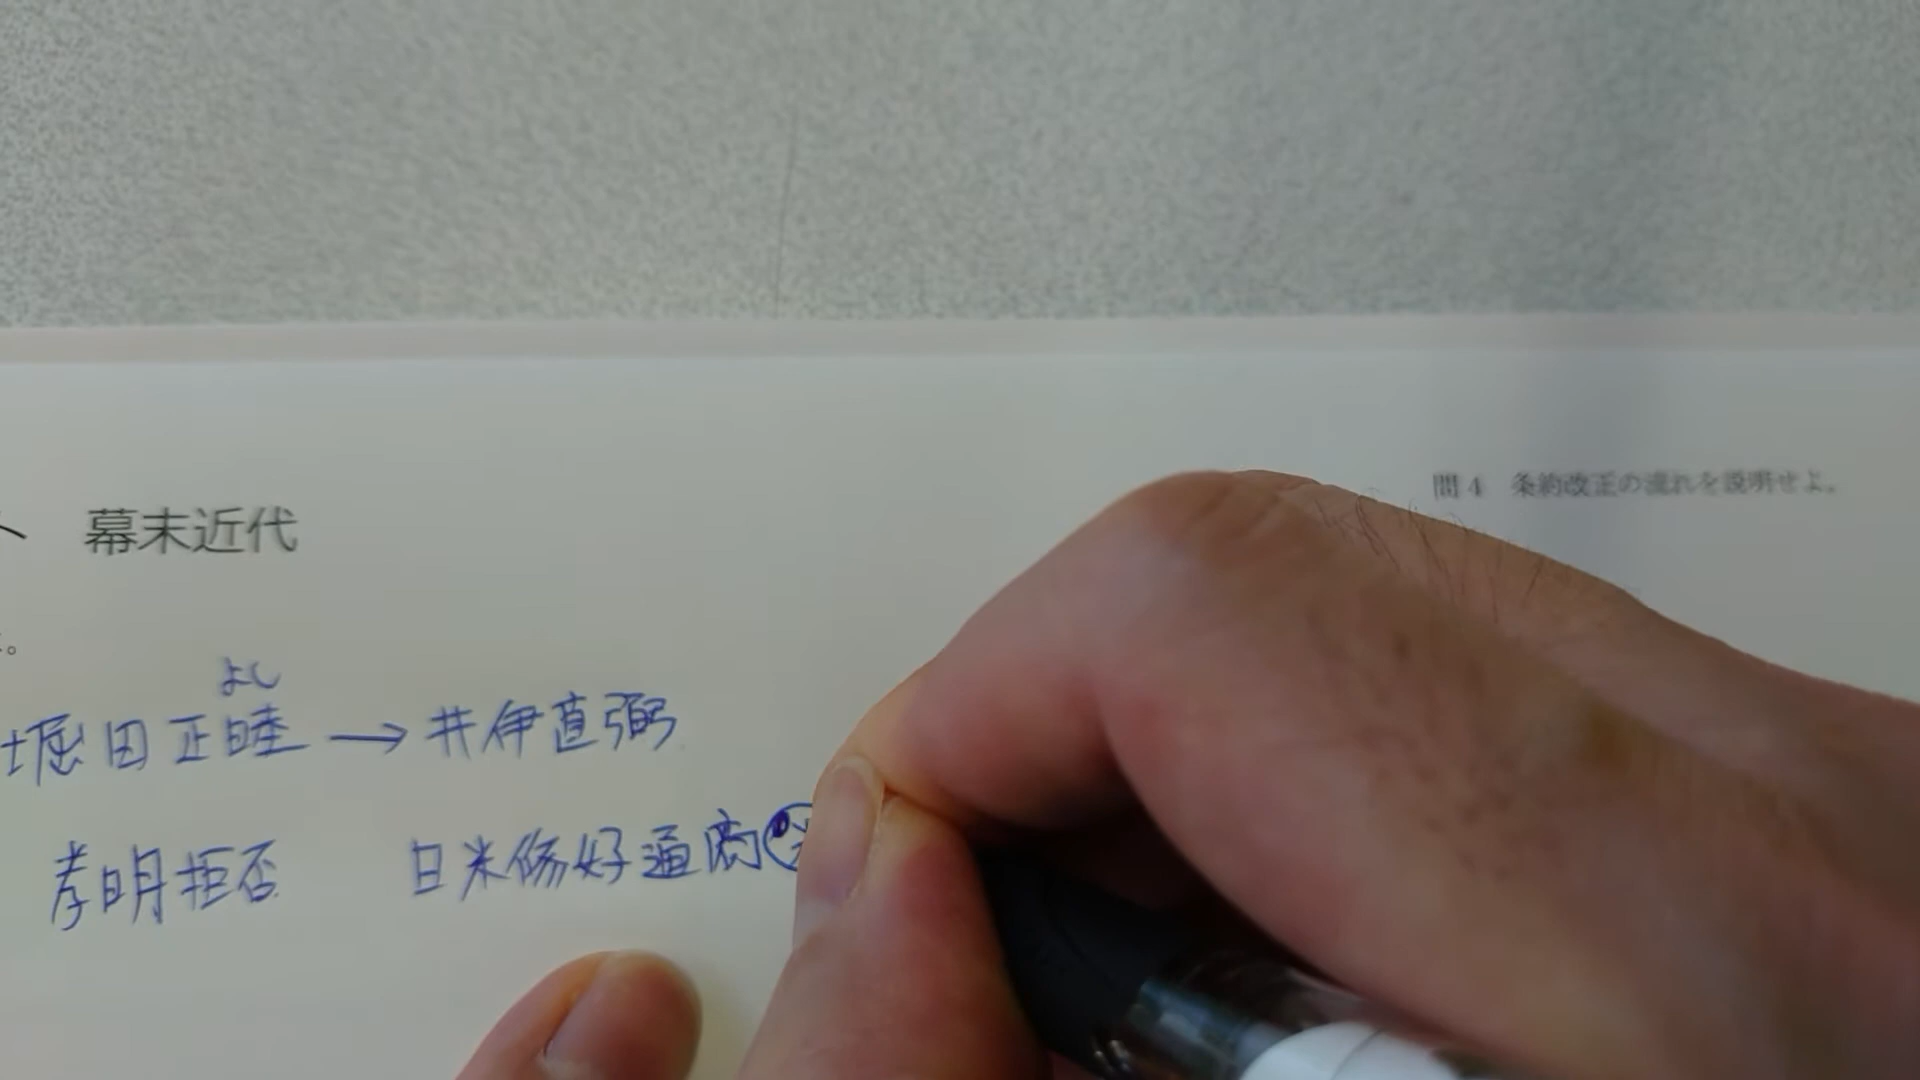 幕末近代
問4 条約改正の流れを説明せよ。
よし
堀田正睦→井伊直弼
孝明拒否 日米修好通商